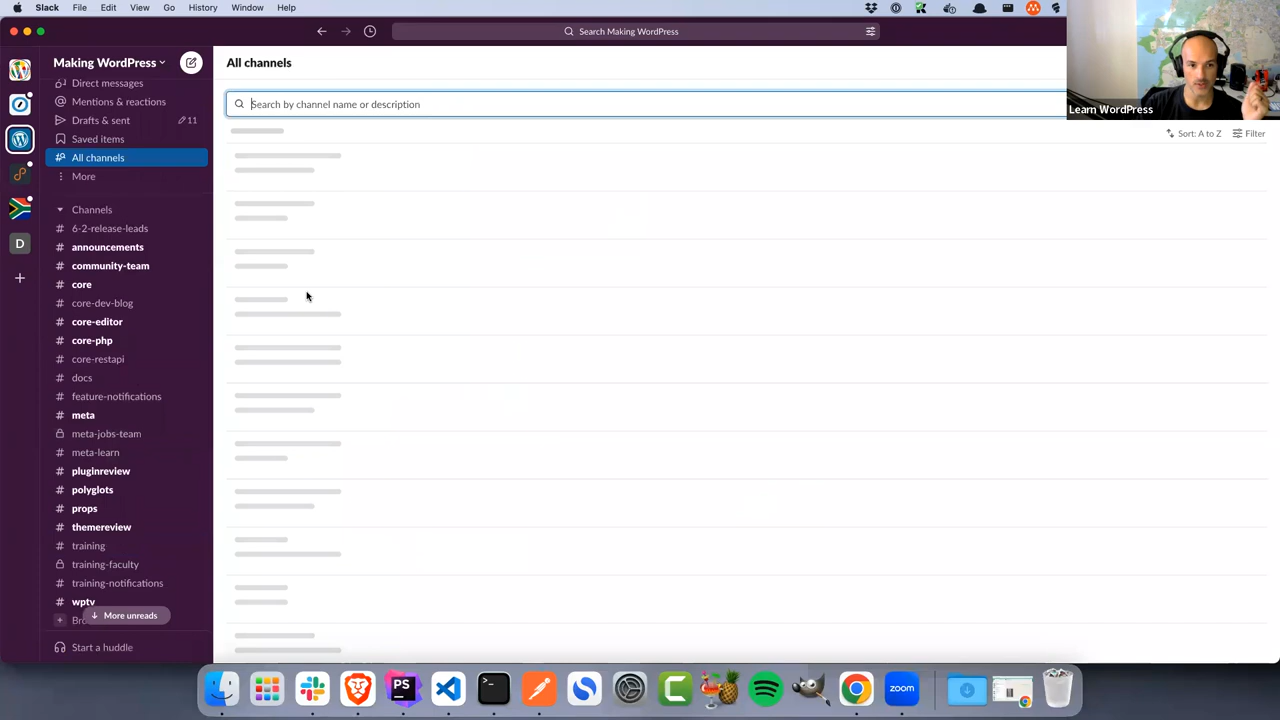 Slack File Edit View Go History Window Help
Search Making WordPress
Making WordPress
Direct messages
Mentions & reactions
Drafts & sent 11
Saved items
All channels
More
Channels
# 6-2-release-leads
# announcements
# community-team
# core
# core-dev-blog
# core-editor
# core-php
# core-restapi
# docs
# feature-notifications
# meta
meta-jobs-team
# meta-learn
# pluginreview
# polyglots
# props
# themereview
# training
training-faculty
# training-notifications
# wptv
More unreads
Start a huddle
D
All channels
Search by channel name or description
Sort: A to Z
Filter
Learn WordPress
PS
zoom